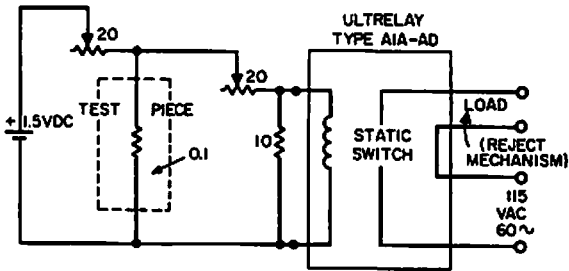 ULTRELAY
TYPE A1A-AD
20
20
+ 1.5VDC
TEST PIECE
0.1
10
STATIC
SWITCH
LOAD
(REJECT
MECHANISM)
115
VAC
60~